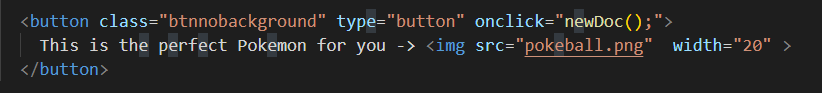 <button class="btnnobackground" type="button" onclick="newDoc();">
This is the perfect Pokemon for you -> <img src="pokeball.png"  width="20" >
</button>